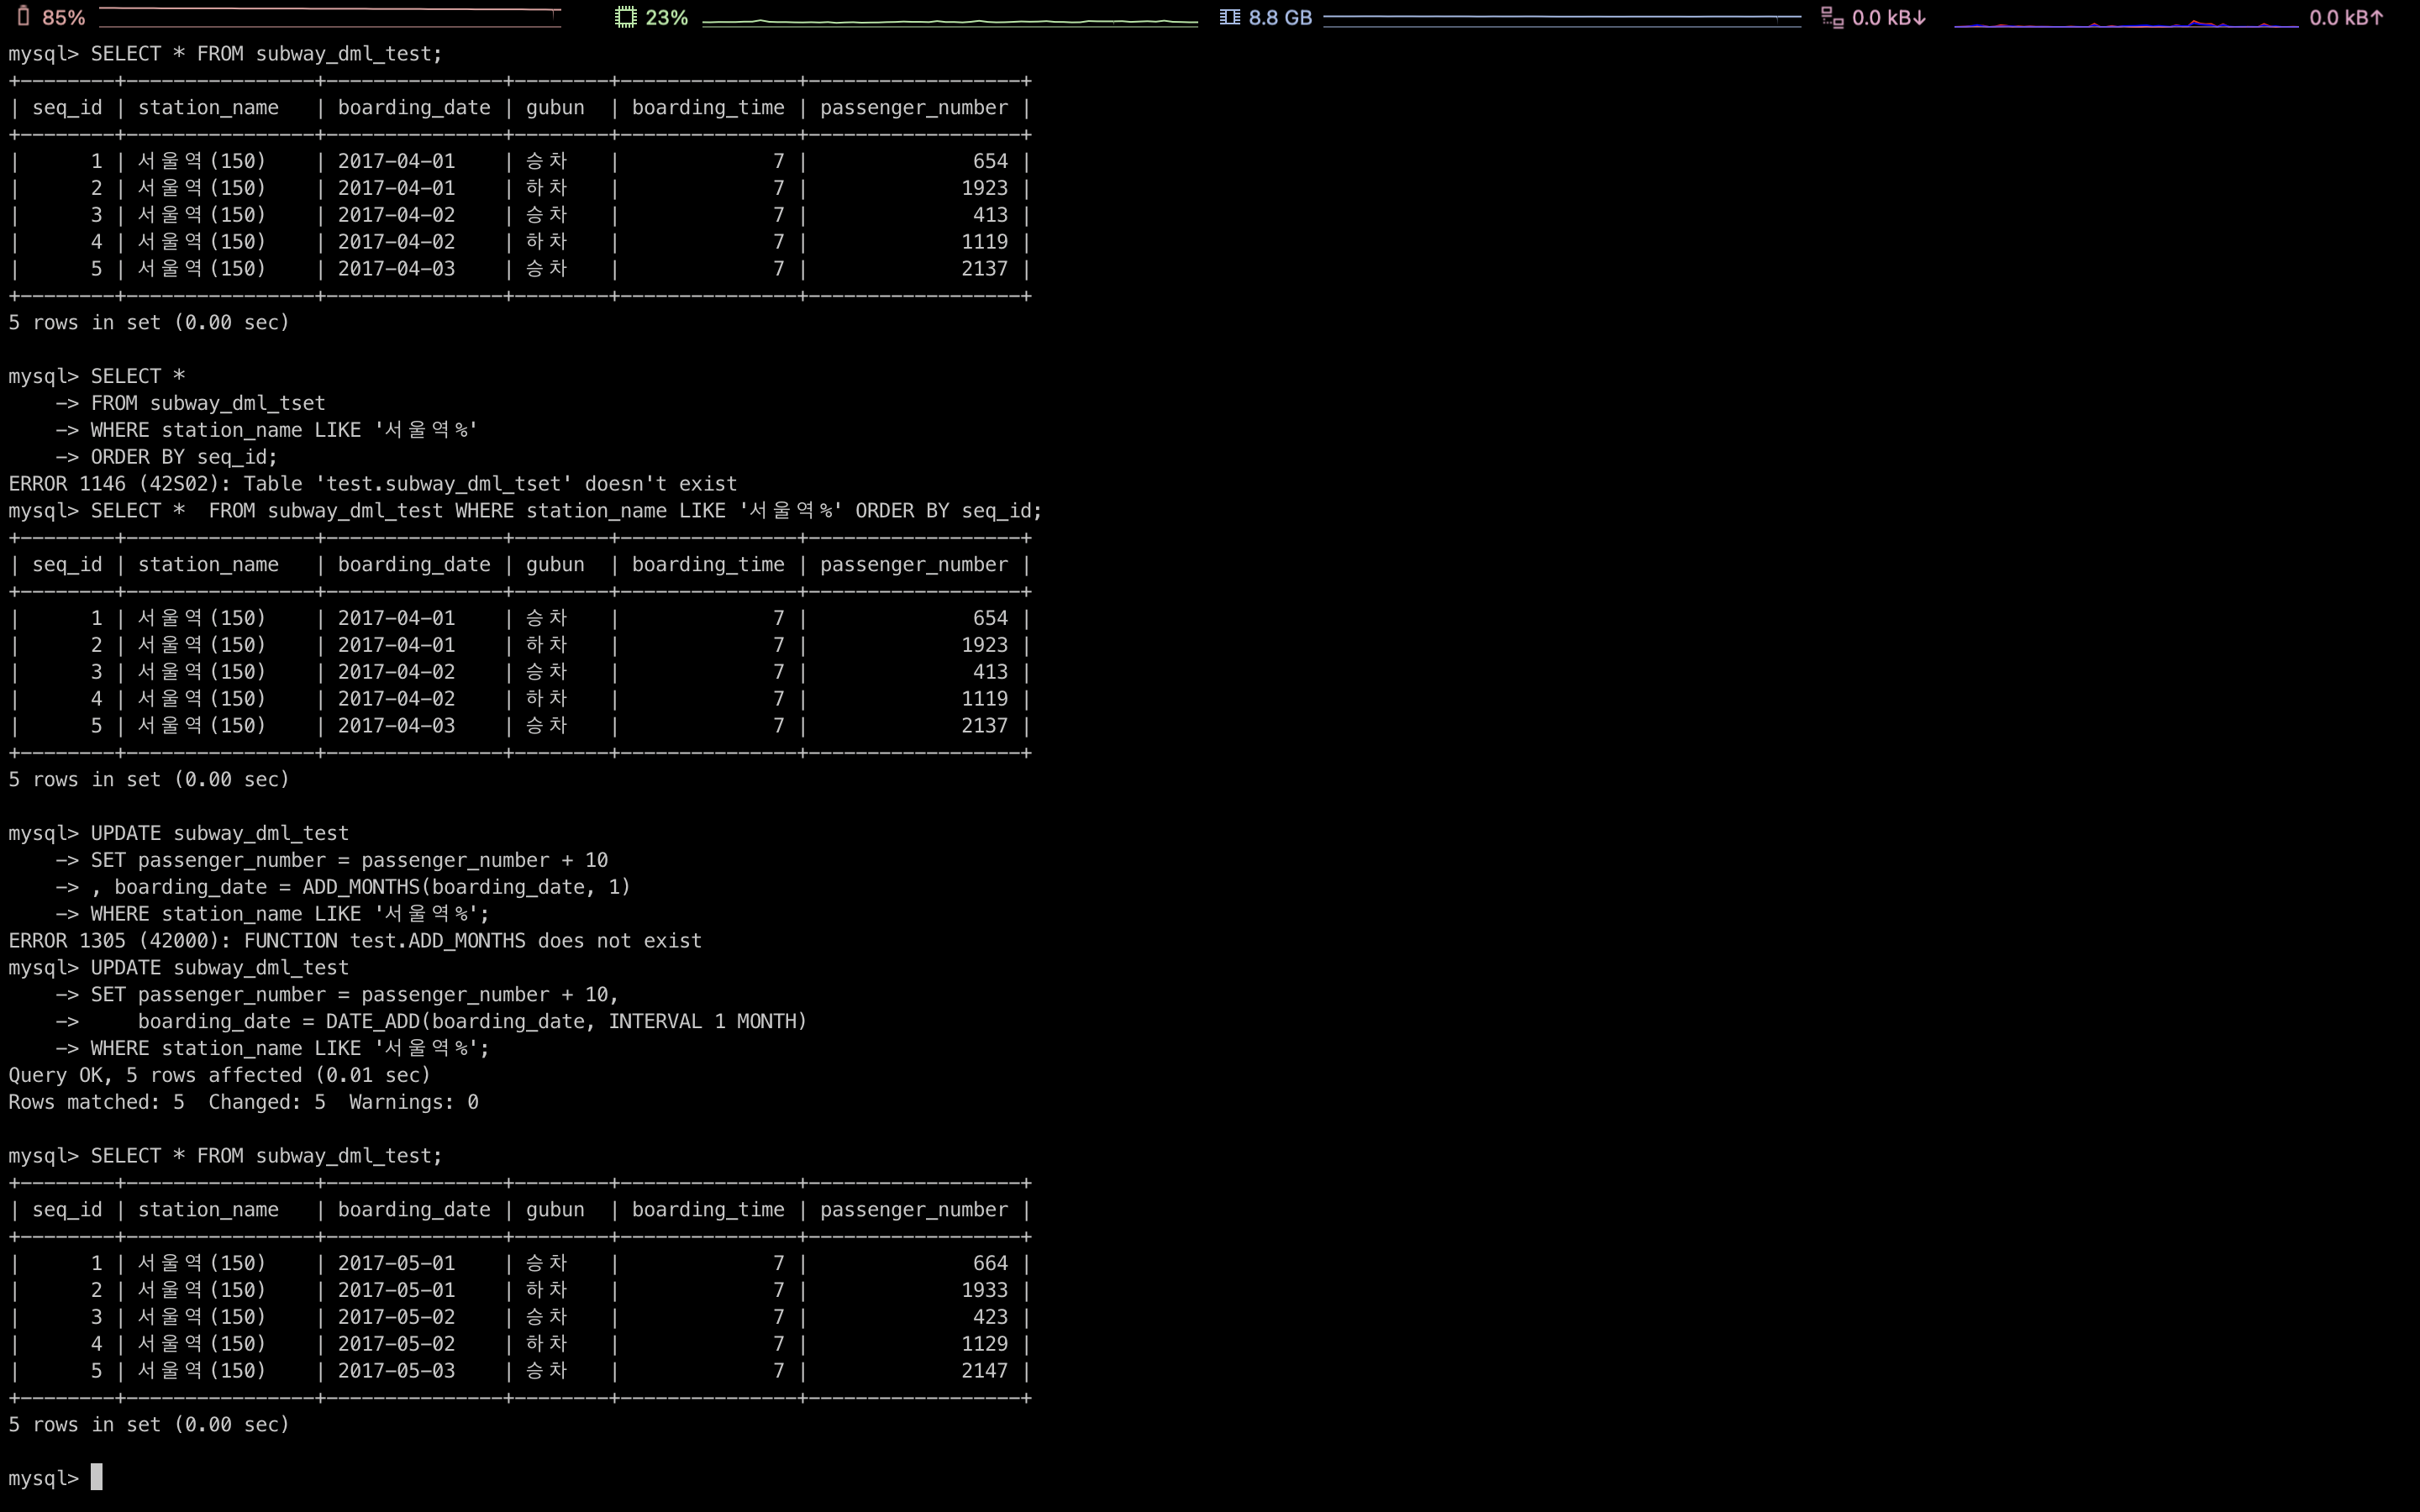 85% 23% 8.8 GB 0.0 kB↓ 0.0 kB↑
mysql> SELECT * FROM subway_dml_test;
+--------+----------------+---------------+--------+---------------+------------------+
| seq_id | station_name   | boarding_date | gubun  | boarding_time | passenger_number |
+--------+----------------+---------------+--------+---------------+------------------+
|      1 | 서울역(150)    | 2017-04-01    | 승차   |             7 |              654 |
|      2 | 서울역(150)    | 2017-04-01    | 하차   |             7 |             1923 |
|      3 | 서울역(150)    | 2017-04-02    | 승차   |             7 |              413 |
|      4 | 서울역(150)    | 2017-04-02    | 하차   |             7 |             1119 |
|      5 | 서울역(150)    | 2017-04-03    | 승차   |             7 |             2137 |
+--------+----------------+---------------+--------+---------------+------------------+
5 rows in set (0.00 sec)
mysql> SELECT *
    -> FROM subway_dml_tset
    -> WHERE station_name LIKE '서울역%'
    -> ORDER BY seq_id;
ERROR 1146 (42S02): Table 'test.subway_dml_tset' doesn't exist
mysql> SELECT *  FROM subway_dml_test WHERE station_name LIKE '서울역%' ORDER BY seq_id;
+--------+----------------+---------------+--------+---------------+------------------+
| seq_id | station_name   | boarding_date | gubun  | boarding_time | passenger_number |
+--------+----------------+---------------+--------+---------------+------------------+
|      1 | 서울역(150)    | 2017-04-01    | 승차   |             7 |              654 |
|      2 | 서울역(150)    | 2017-04-01    | 하차   |             7 |             1923 |
|      3 | 서울역(150)    | 2017-04-02    | 승차   |             7 |              413 |
|      4 | 서울역(150)    | 2017-04-02    | 하차   |             7 |             1119 |
|      5 | 서울역(150)    | 2017-04-03    | 승차   |             7 |             2137 |
+--------+----------------+---------------+--------+---------------+------------------+
5 rows in set (0.00 sec)
mysql> UPDATE subway_dml_test
    -> SET passenger_number = passenger_number + 10
    -> , boarding_date = ADD_MONTHS(boarding_date, 1)
    -> WHERE station_name LIKE '서울역%';
ERROR 1305 (42000): FUNCTION test.ADD_MONTHS does not exist
mysql> UPDATE subway_dml_test
    -> SET passenger_number = passenger_number + 10,
    ->     boarding_date = DATE_ADD(boarding_date, INTERVAL 1 MONTH)
    -> WHERE station_name LIKE '서울역%';
Query OK, 5 rows affected (0.01 sec)
Rows matched: 5  Changed: 5  Warnings: 0
mysql> SELECT * FROM subway_dml_test;
+--------+----------------+---------------+--------+---------------+------------------+
| seq_id | station_name   | boarding_date | gubun  | boarding_time | passenger_number |
+--------+----------------+---------------+--------+---------------+------------------+
|      1 | 서울역(150)    | 2017-05-01    | 승차   |             7 |              664 |
|      2 | 서울역(150)    | 2017-05-01    | 하차   |             7 |             1933 |
|      3 | 서울역(150)    | 2017-05-02    | 승차   |             7 |              423 |
|      4 | 서울역(150)    | 2017-05-02    | 하차   |             7 |             1129 |
|      5 | 서울역(150)    | 2017-05-03    | 승차   |             7 |             2147 |
+--------+----------------+---------------+--------+---------------+------------------+
5 rows in set (0.00 sec)
mysql>